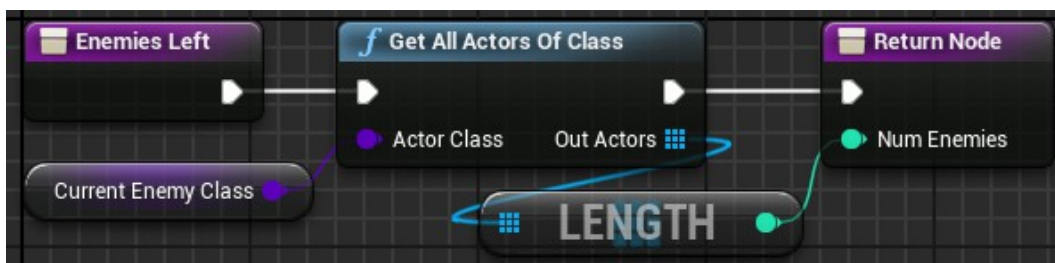 Enemies Left
f Get All Actors Of Class
Return Node
Actor Class
Out Actors
Num Enemies
Current Enemy Class
LENGTH